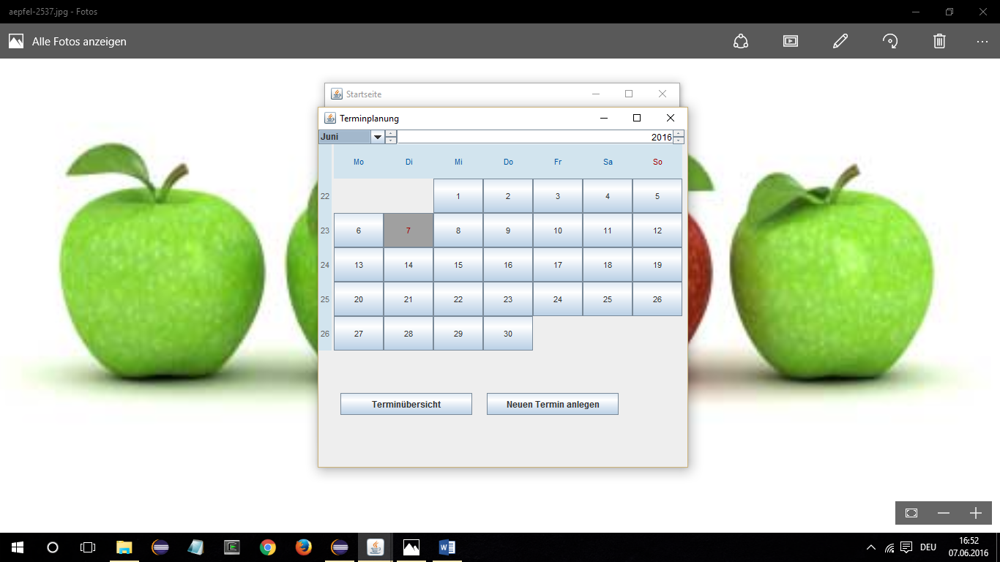 aepfel-2537.jpg - Fotos
Alle Fotos anzeigen
Startseite
Terminplanung
Juni 2016
Mo Di Mi Do Fr Sa So
22 1 2 3 4 5
23 6 7 8 9 10 11 12
24 13 14 15 16 17 18 19
25 20 21 22 23 24 25 26
26 27 28 29 30
Terminübersicht Neuen Termin anlegen
DEU
16:52
07.06.2016